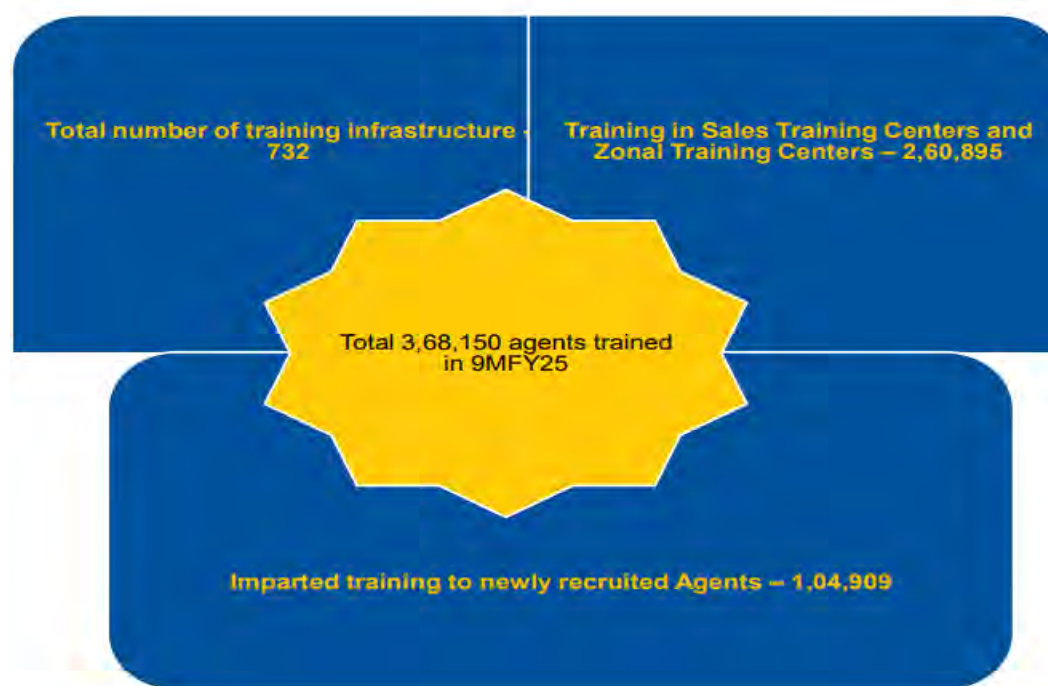 Total number of training infrastructure -
732
Training in Sales Training Centers and
Zonal Training Centers – 2,60,895
Total 3,68,150 agents trained
in 9MFY25
Imparted training to newly recruited Agents – 1,04,909